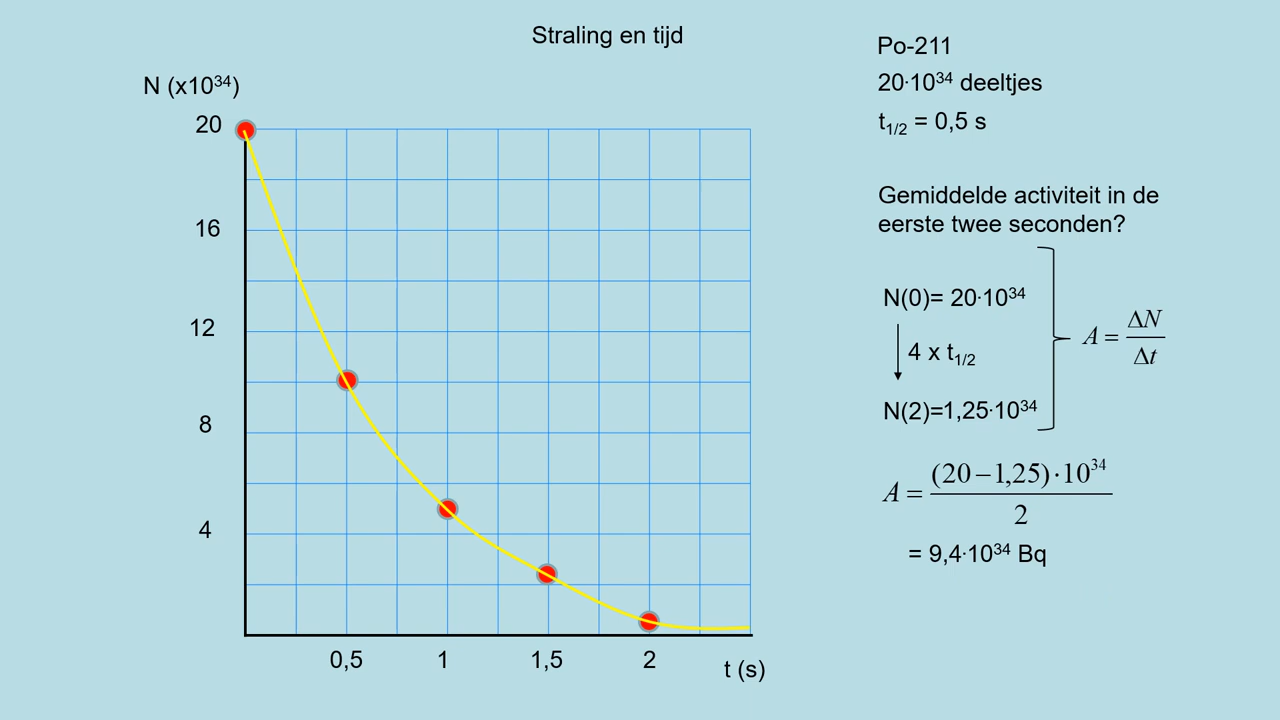 Straling en tijd
N (x10³⁴)
20
16
12
8
4
0,5 1 1,5 2
t (s)
Po-211
20·10³⁴ deeltjes
t₁/₂ = 0,5 s
Gemiddelde activiteit in de
eerste twee seconden?
N(0)= 20·10³⁴
4 x t₁/₂
N(2)=1,25·10³⁴
A = ΔN/Δt
A = (20−1,25)·10³⁴/2
= 9,4·10³⁴ Bq